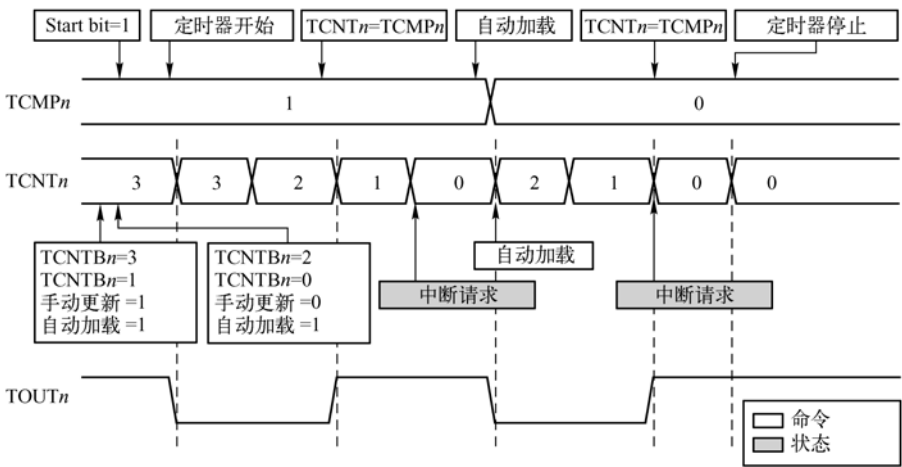 Start bit=1
定时器开始
TCNTn=TCMPn
自动加载
TCNTn=TCMPn
定时器停止
TCMPn
1
0
TCNTn
3
3
2
1
0
2
1
0
0
TCNTBn=3
TCNTBn=1
手动更新 =1
自动加载 =1
TCNTBn=2
TCNTBn=0
手动更新 =0
自动加载 =1
自动加载
中断请求
中断请求
TOUTn
命令
状态